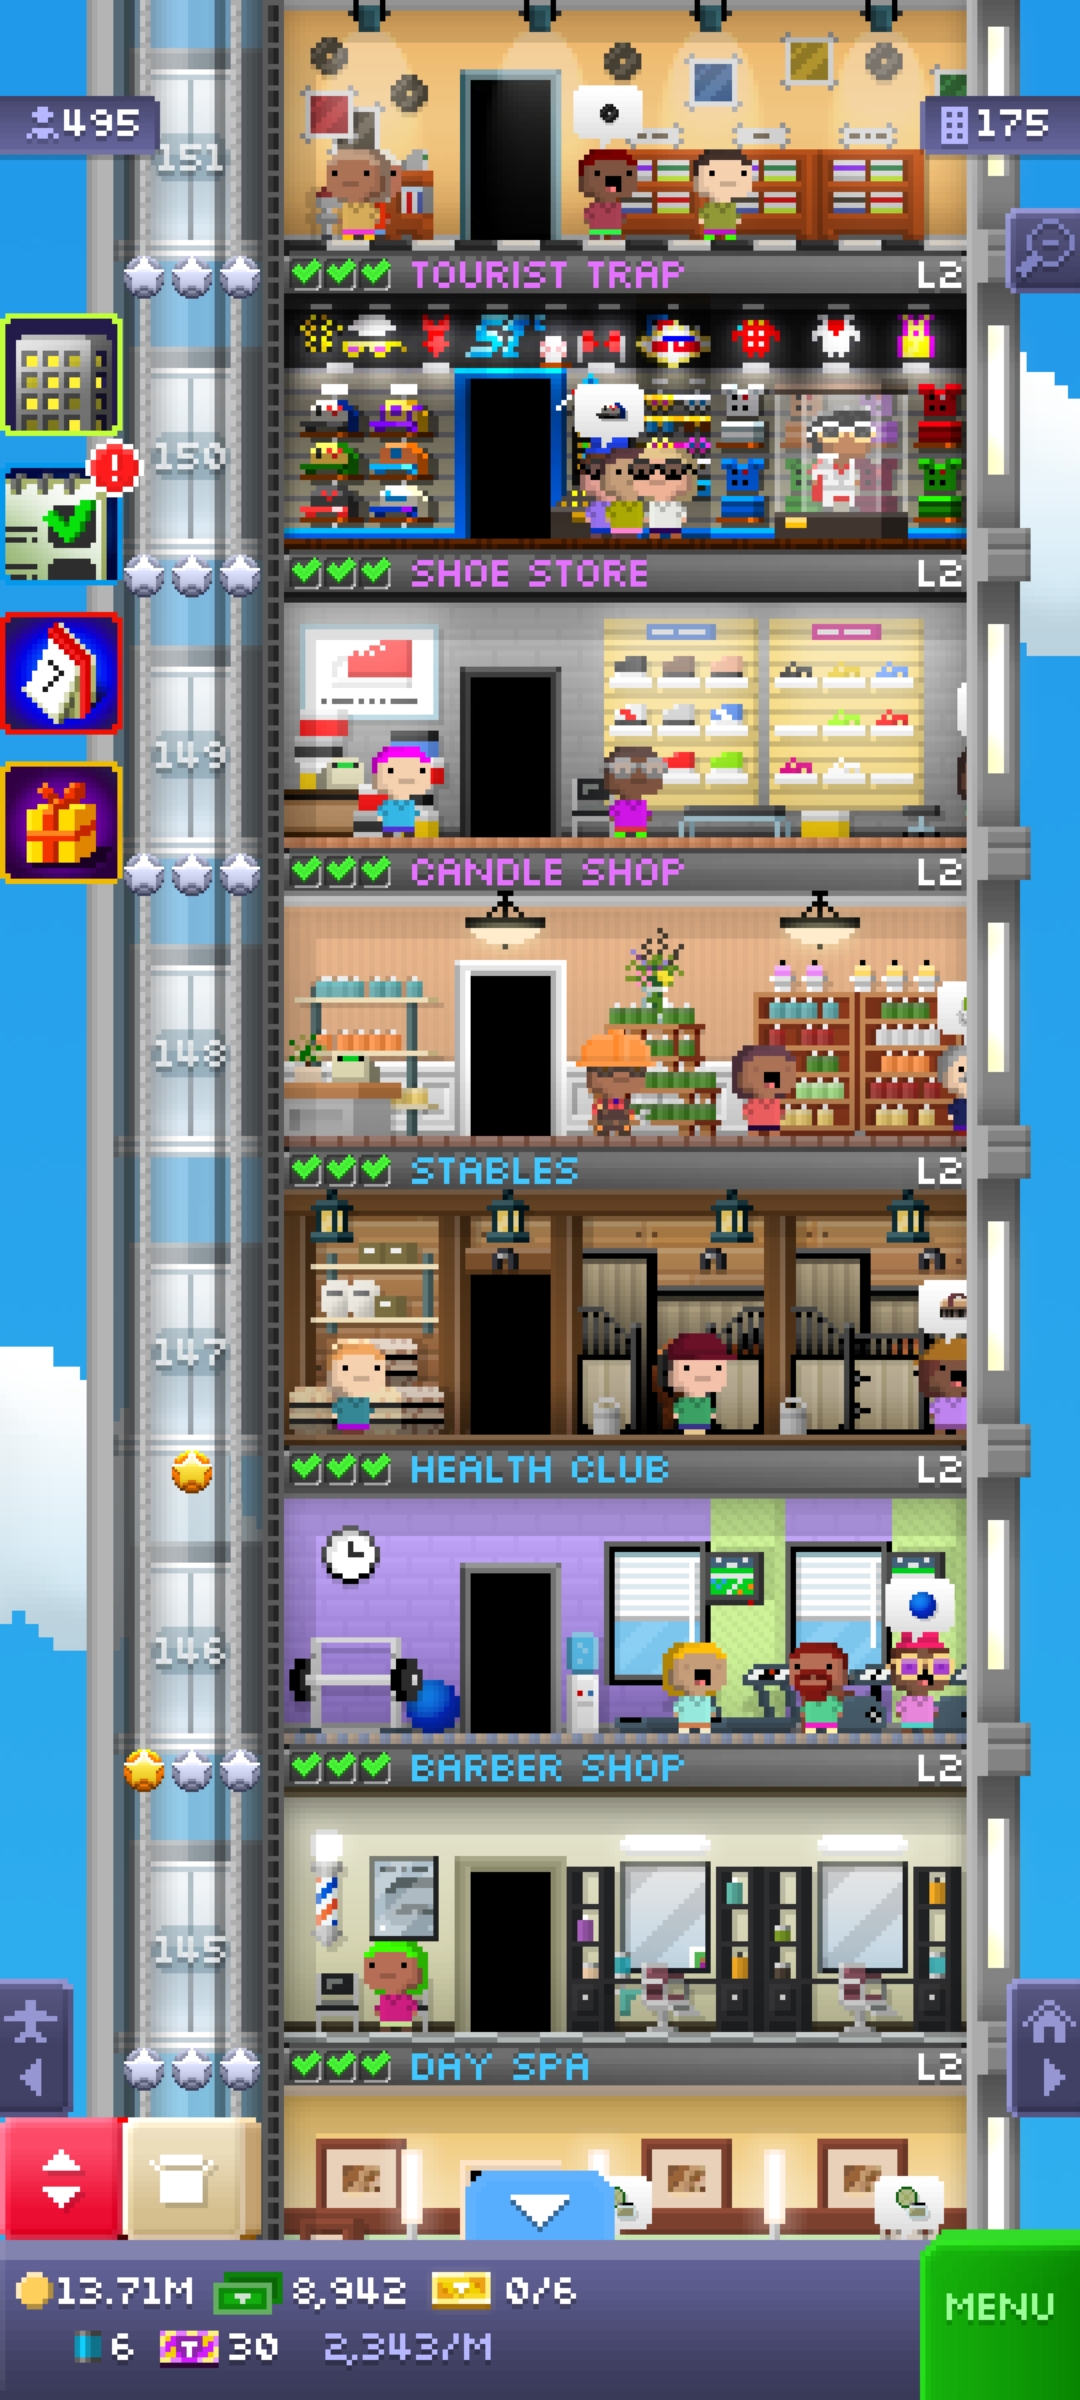 495
175
151
TOURIST TRAP L2
150
SHOE STORE L2
149
CANDLE SHOP L2
148
STABLES L2
147
HEALTH CLUB L2
146
BARBER SHOP L2
145
DAY SPA L2
13.71M 8,942 0/6
6 T 30 2,343/M
MENU